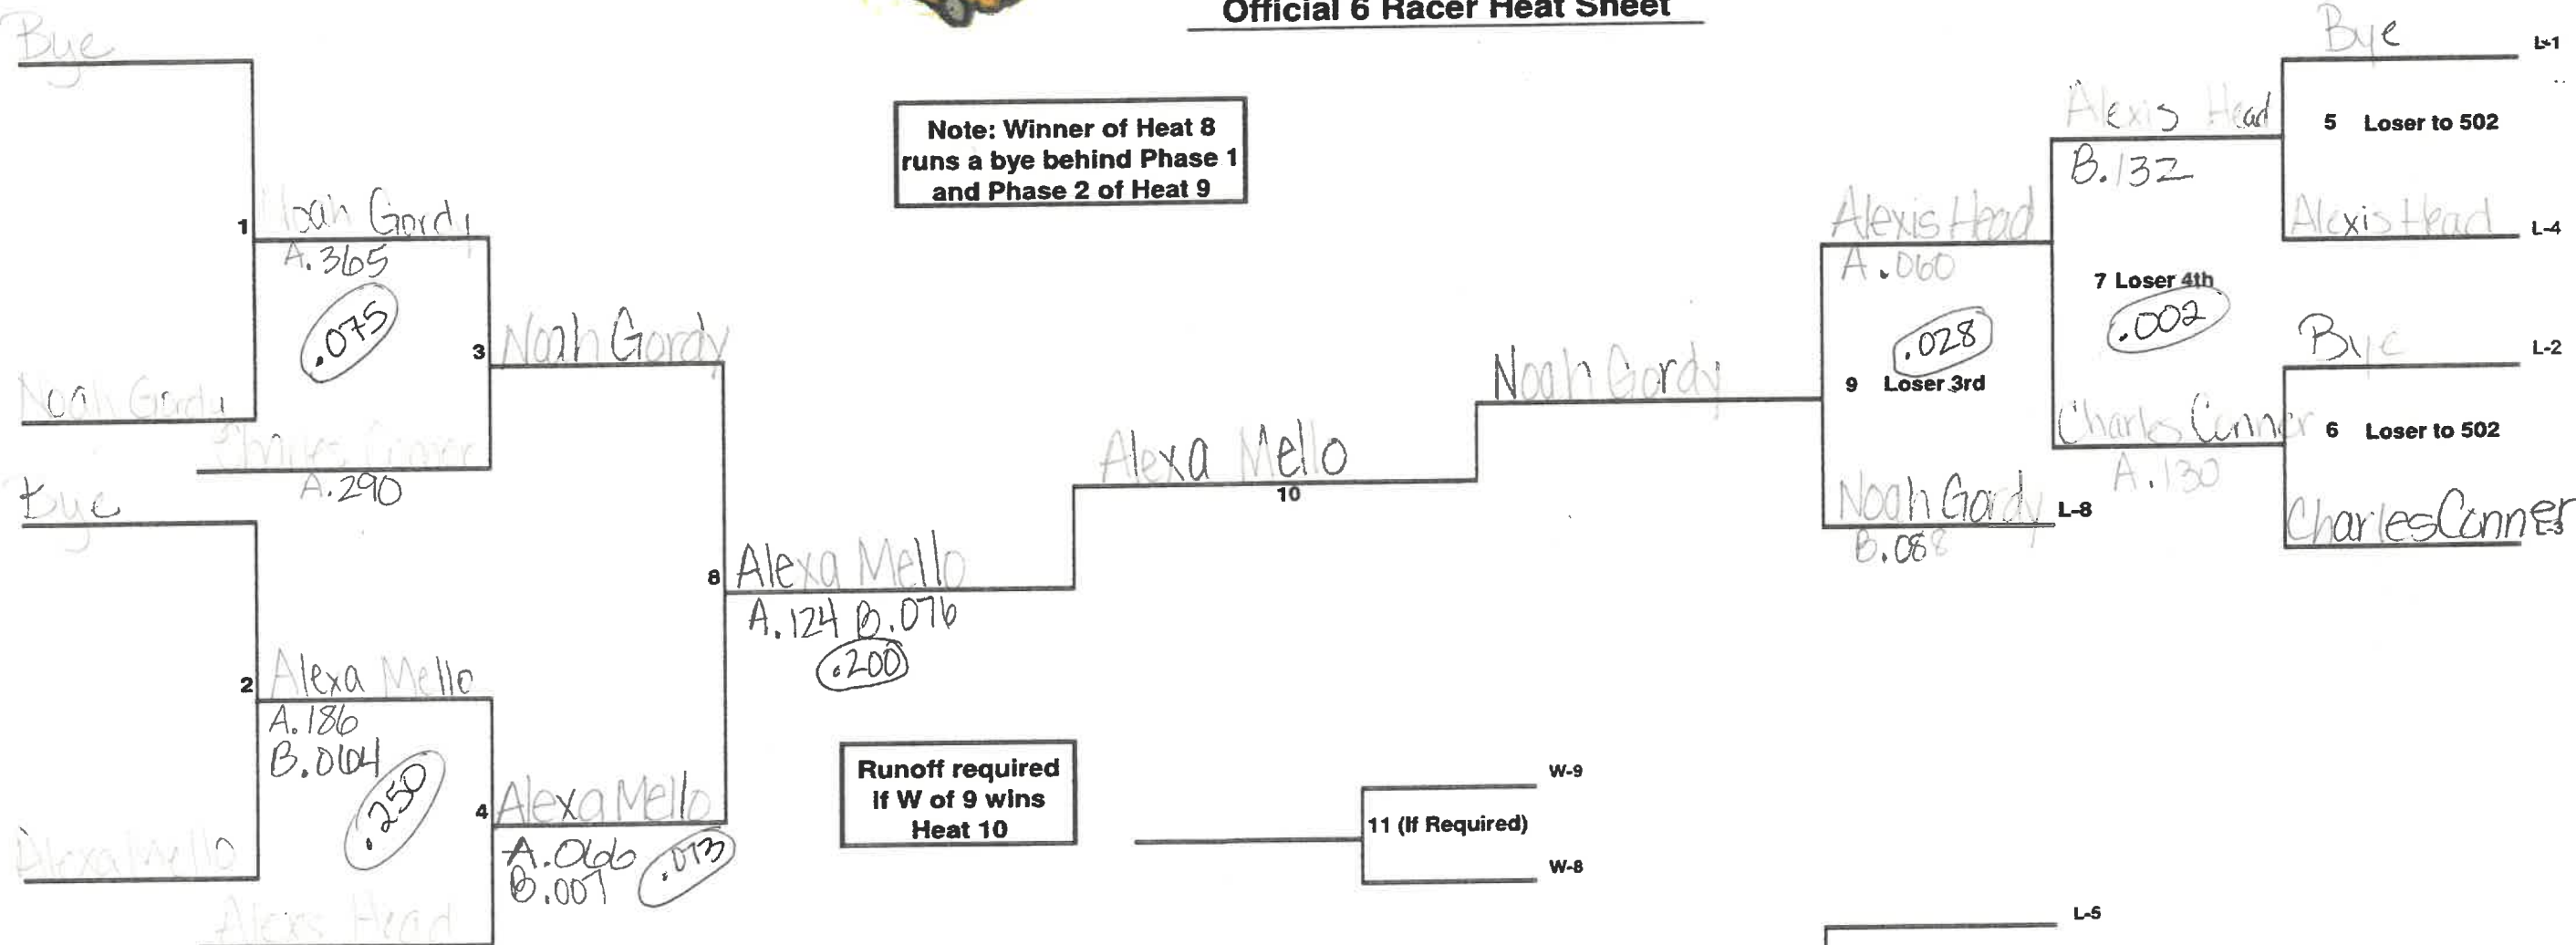 Official 6 Racer Heat Sheet
Bye
1
Noah Gordy
A.365
.075
Noah Gordy
3
Noah Gordy
Charles Conner
A.290
Bye
2
Alexa Mello
A.186
B.064
.250
Alexa Mello
4
Alexa Mello
A.066
B.007
.073
Alexis Head
Note: Winner of Heat 8
runs a bye behind Phase 1
and Phase 2 of Heat 9
8
Alexa Mello
A.124 B.076
.200
Alexa Mello
10
Noah Gordy
Runoff required
if W of 9 wins
Heat 10
W-9
11 (If Required)
W-8
Alexis Head
A.060
.028
9 Loser 3rd
Noah Gordy
L-8
B.088
Alexis Head
B.132
7 Loser 4th
.002
Charles Conner
A.130
Bye
L-1
5 Loser to 502
Alexis Head
L-4
Bye
L-2
6 Loser to 502
Charles Conner
L-3
L-5